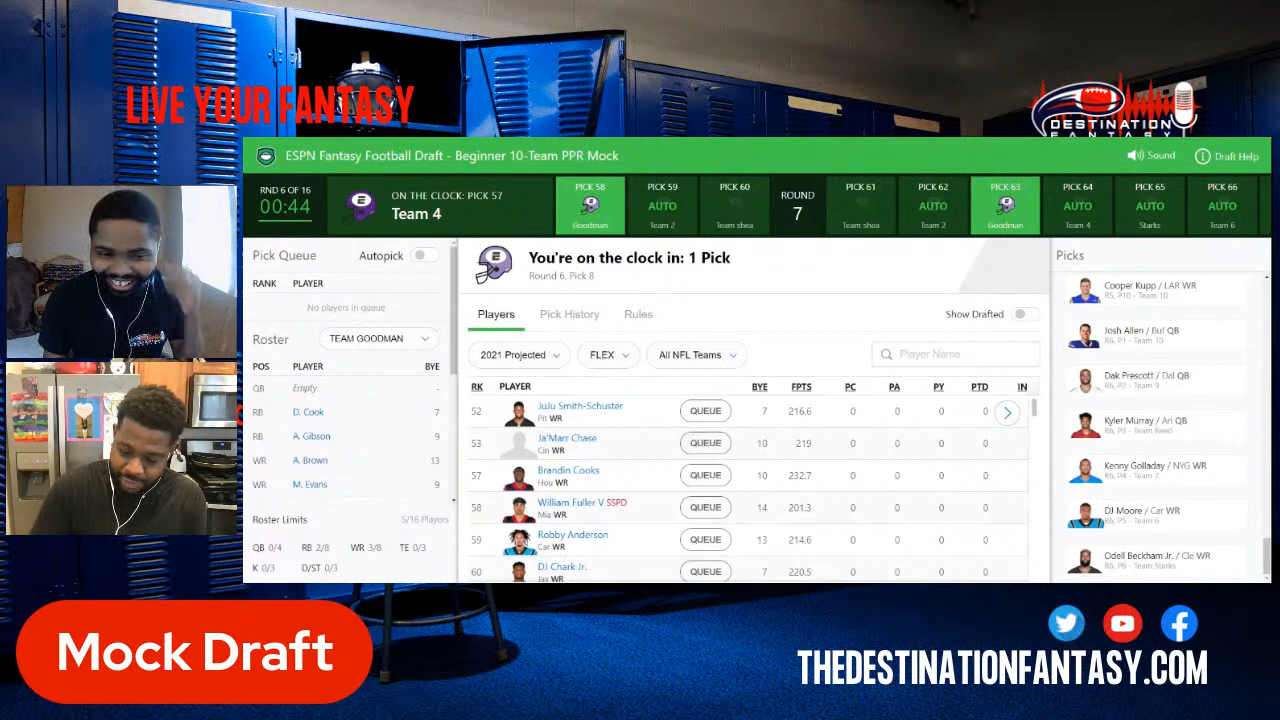 LIVE YOUR FANTASY
DESTINATION
FANTASY
ESPN Fantasy Football Draft - Beginner 10-Team PPR Mock
Sound
Draft Help
RND 6 OF 16
00:44
ON THE CLOCK: PICK 57
Team 4
PICK 58
Goodman
PICK 59
AUTO
Team 2
PICK 60
Team shea
ROUND
7
PICK 61
Team shea
PICK 62
AUTO
Team 2
PICK 63
Goodman
PICK 64
AUTO
Team 4
PICK 65
AUTO
Starks
PICK 66
AUTO
Team 6
Pick Queue
Autopick
RANK PLAYER
No players in queue
Roster
TEAM GOODMAN
POS PLAYER BYE
QB Empty -
RB D. Cook 7
RB A. Gibson 9
WR A. Brown 13
WR M. Evans 9
Roster Limits 5/16 Players
QB 0/4 RB 2/8 WR 3/8 TE 0/3
K 0/3 D/ST 0/3
You're on the clock in: 1 Pick
Round 6, Pick 8
Players Pick History Rules
Show Drafted
2021 Projected FLEX All NFL Teams
Player Name
RK PLAYER BYE FPTS PC PA PY PTD IN
52 JuJu Smith-Schuster QUEUE 7 216.6 0 0 0 0
Pit WR
53 Ja'Marr Chase QUEUE 10 219 0 0 0 0
Cin WR
57 Brandin Cooks QUEUE 10 232.7 0 0 0 0
Hou WR
58 William Fuller V SSPD QUEUE 14 201.3 0 0 0 0
Mia WR
59 Robby Anderson QUEUE 13 214.6 0 0 0 0
Car WR
60 DJ Chark Jr. QUEUE 7 220.5 0 0 0 0
Jax WR
Picks
Cooper Kupp / LAR WR
R5, P10 - Team 10
Josh Allen / Buf QB
R6, P1 - Team 10
Dak Prescott / Dal QB
R6, P2 - Team 9
Kyler Murray / Ari QB
R6, P3 - Team Reed
Kenny Golladay / NYG WR
R6, P4 - Team 7
DJ Moore / Car WR
R6, P5 - Team 6
Odell Beckham Jr. / Cle WR
R6, P6 - Team Starks
Mock Draft
THEDESTINATIONFANTASY.COM